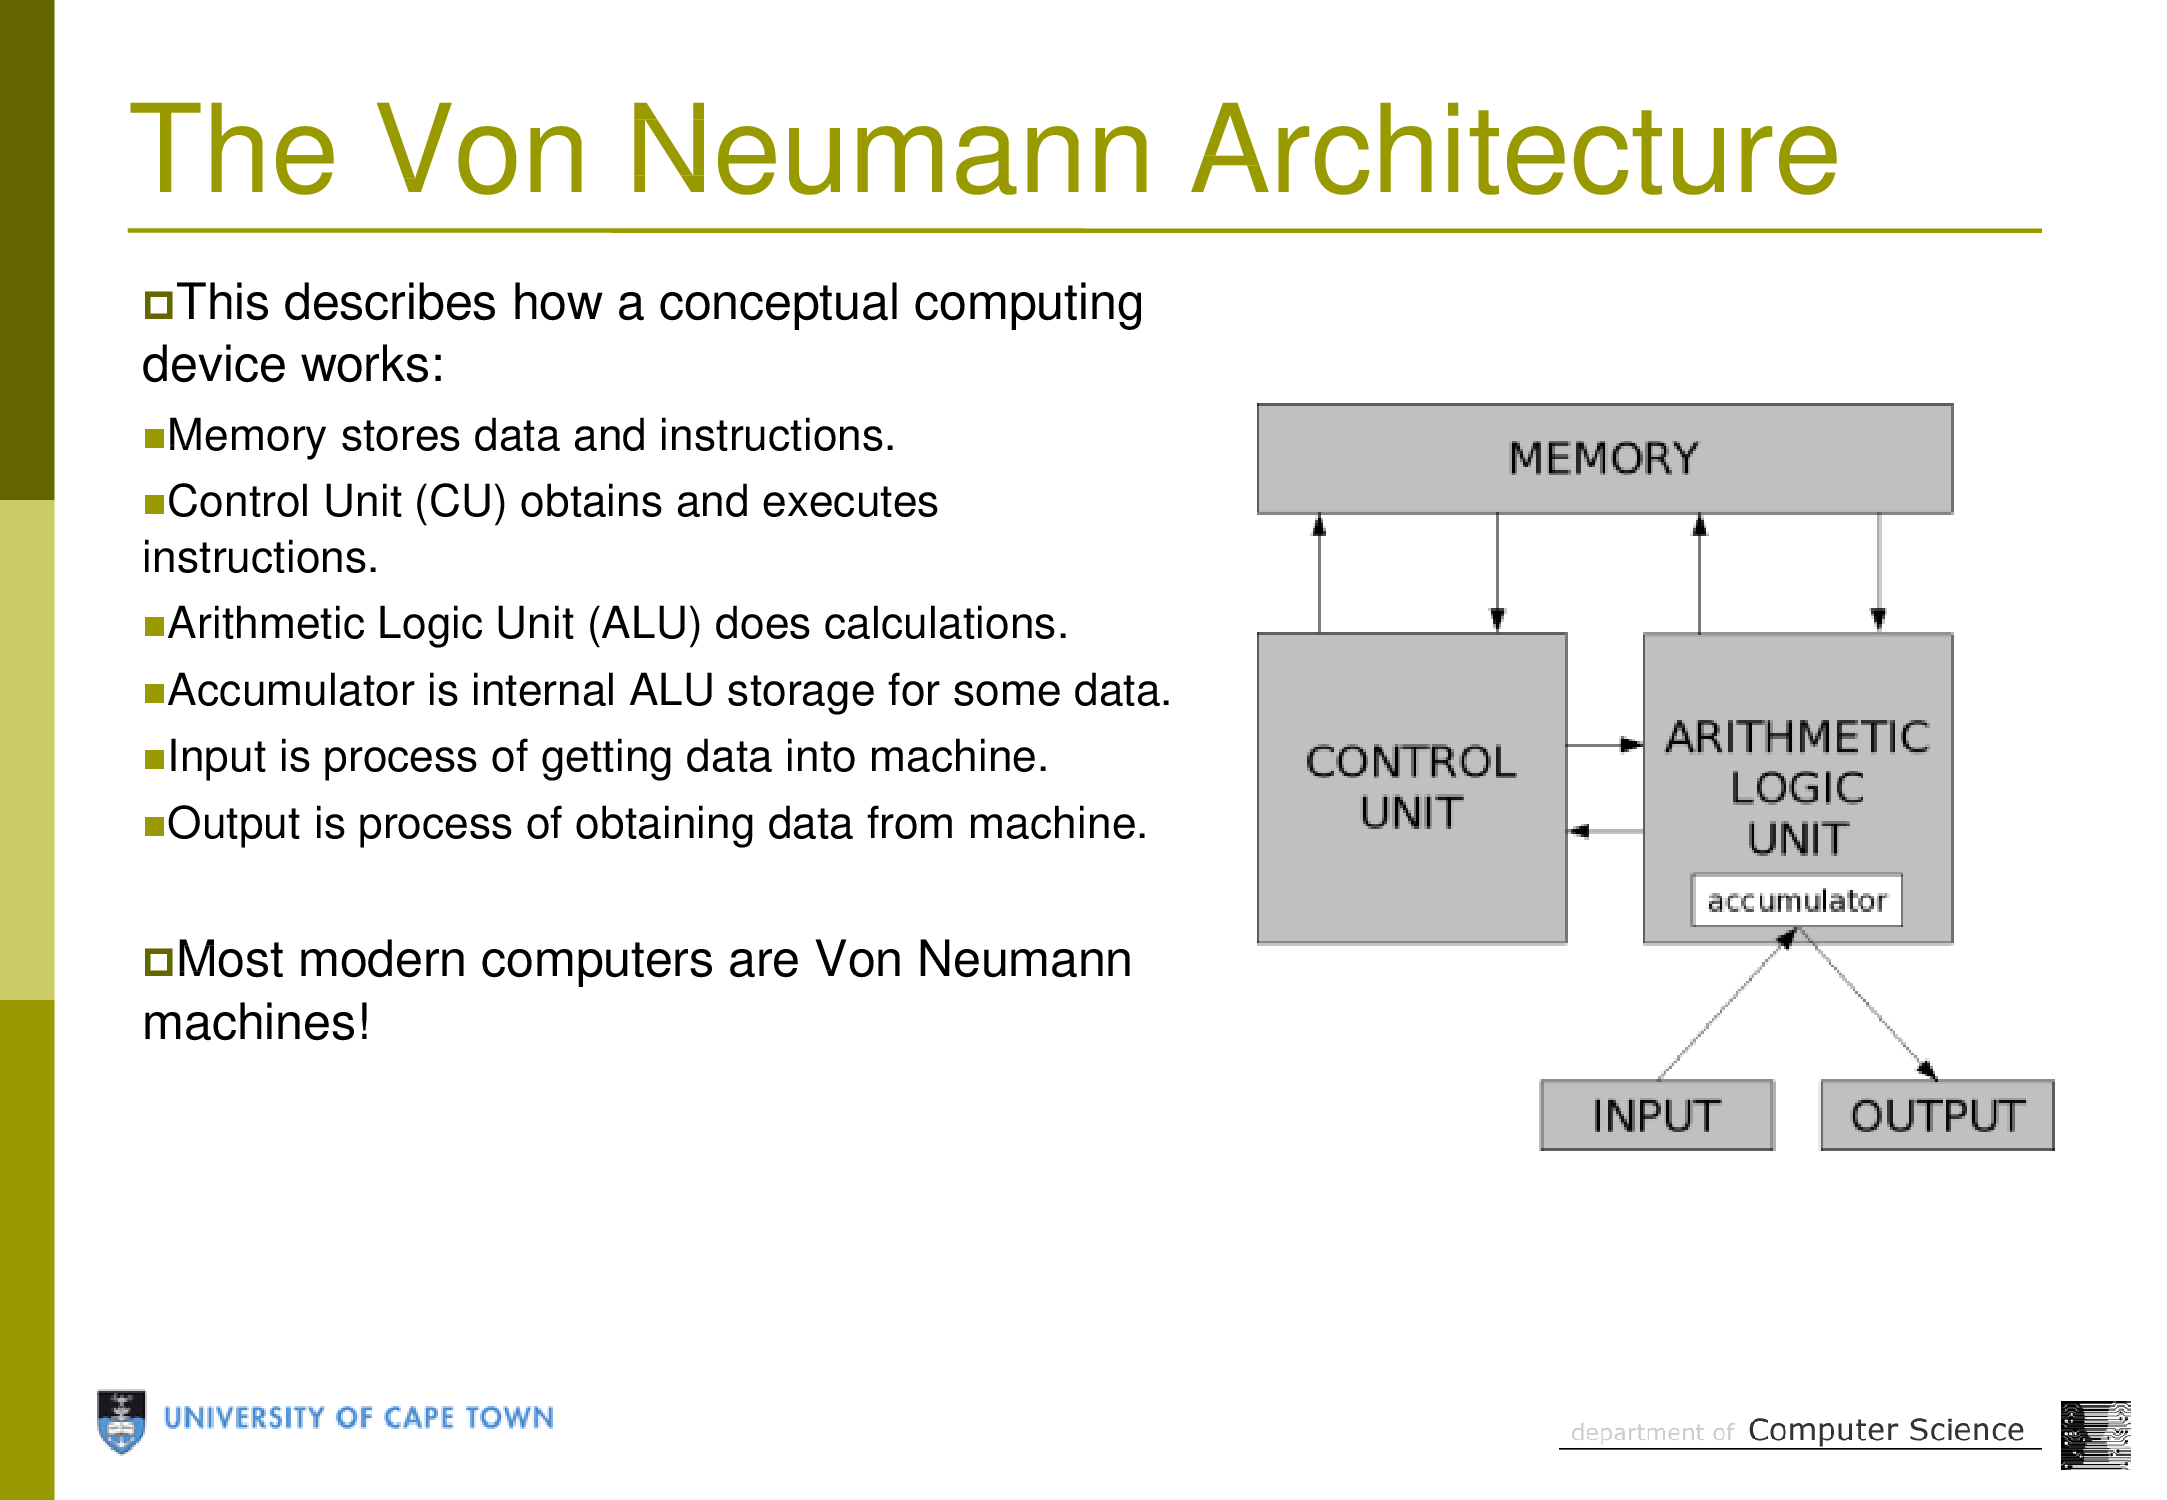 The Von Neumann Architecture
This describes how a conceptual computing
device works:
Memory stores data and instructions.
Control Unit (CU) obtains and executes
instructions.
Arithmetic Logic Unit (ALU) does calculations.
Accumulator is internal ALU storage for some data.
Input is process of getting data into machine.
Output is process of obtaining data from machine.
Most modern computers are Von Neumann
machines!
MEMORY
CONTROL
UNIT
ARITHMETIC
LOGIC
UNIT
accumulator
INPUT
OUTPUT
UNIVERSITY OF CAPE TOWN
department of Computer Science